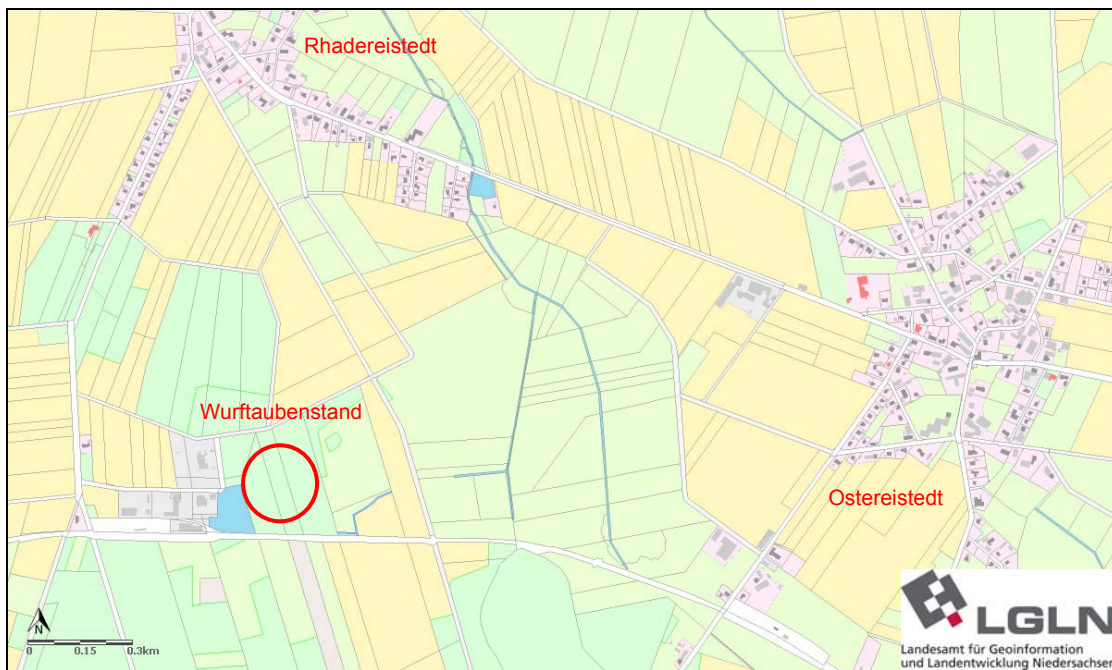 Rhadereistedt
Wurftaubenstand
Ostereistedt
N
0 0.15 0.3km
LGLN
Landesamt für Geoinformation
und Landentwicklung Niedersachsen